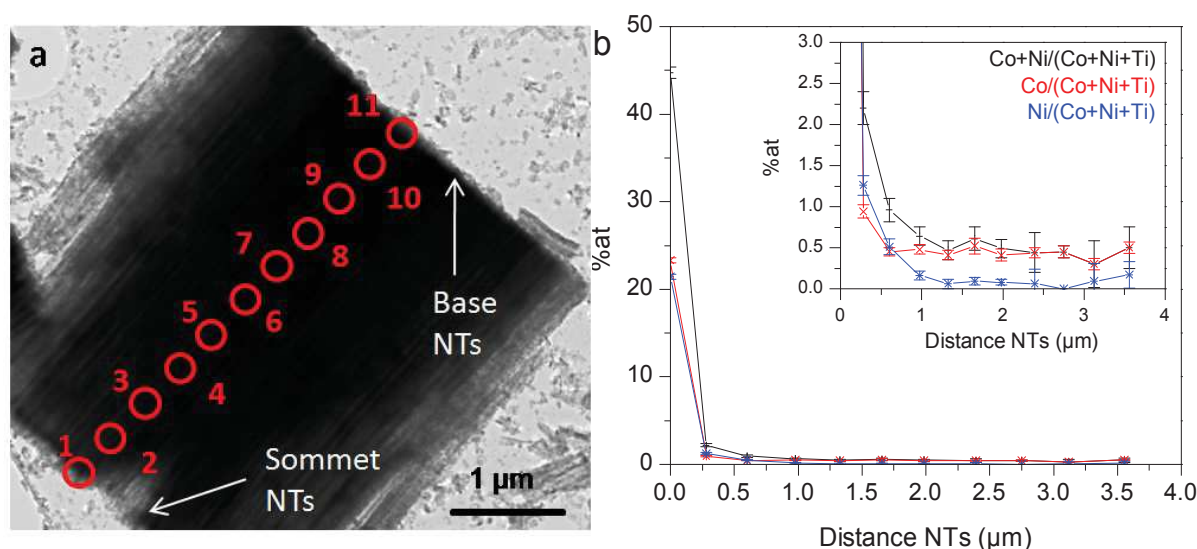 a
11
9
10
7
8
5
6
3
4
1
2
Base
NTs
Sommet
NTs
1 µm
b
50
40
30
20
10
0
%at
0.0 0.5 1.0 1.5 2.0 2.5 3.0 3.5 4.0
Distance NTs (µm)
3.0
2.5
2.0
1.5
1.0
0.5
0.0
%at
0 1 2 3 4
Distance NTs (µm)
Co+Ni/(Co+Ni+Ti)
Co/(Co+Ni+Ti)
Ni/(Co+Ni+Ti)